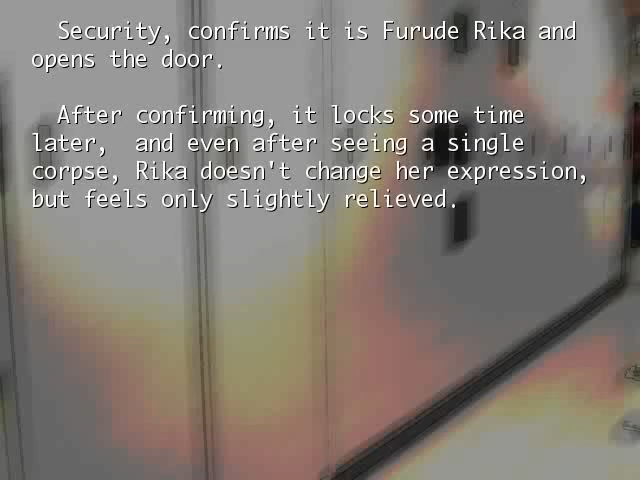 Security, confirms it is Furude Rika and
opens the door.
After confirming, it locks some time
later,  and even after seeing a single
corpse, Rika doesn't change her expression,
but feels only slightly relieved.